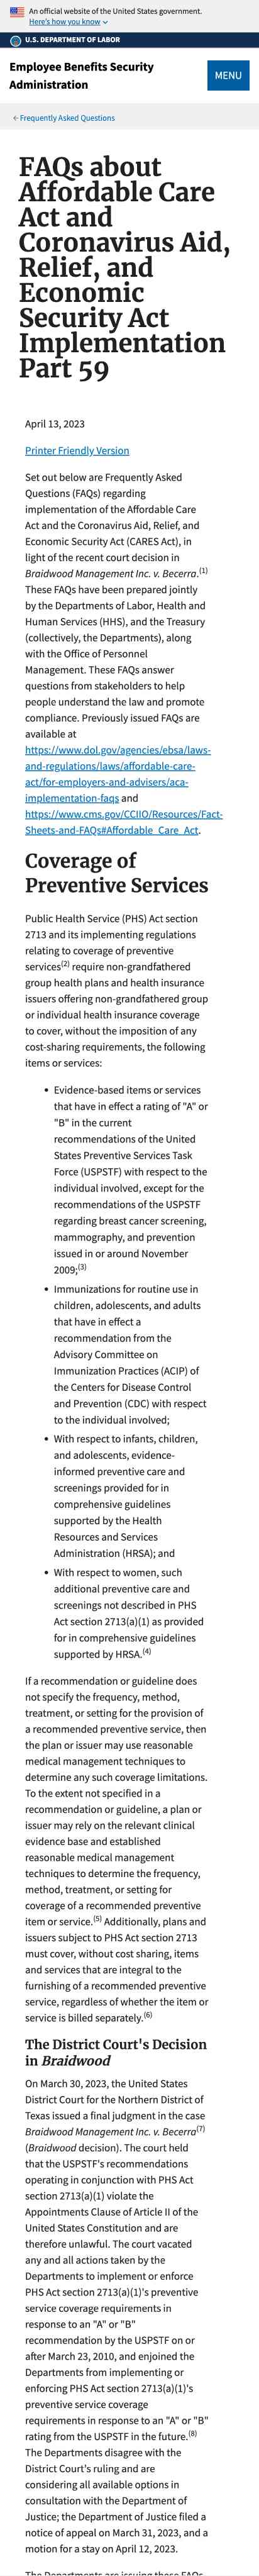 An official website of the United States government.
Here's how you know
U.S. DEPARTMENT OF LABOR
Employee Benefits Security
Administration
MENU
Frequently Asked Questions
FAQs about
Affordable Care
Act and
Coronavirus Aid,
Relief, and
Economic
Security Act
Implementation
Part 59
April 13, 2023
Printer Friendly Version
Set out below are Frequently Asked
Questions (FAQs) regarding
implementation of the Affordable Care
Act and the Coronavirus Aid, Relief, and
Economic Security Act (CARES Act), in
light of the recent court decision in
Braidwood Management Inc. v. Becerra.(1)
These FAQs have been prepared jointly
by the Departments of Labor, Health and
Human Services (HHS), and the Treasury
(collectively, the Departments), along
with the Office of Personnel
Management. These FAQs answer
questions from stakeholders to help
people understand the law and promote
compliance. Previously issued FAQs are
available at
https://www.dol.gov/agencies/ebsa/laws-
and-regulations/laws/affordable-care-
act/for-employers-and-advisers/aca-
implementation-faqs and
https://www.cms.gov/CCIIO/Resources/Fact-
Sheets-and-FAQs#Affordable_Care_Act.
Coverage of
Preventive Services
Public Health Service (PHS) Act section
2713 and its implementing regulations
relating to coverage of preventive
services(2) require non-grandfathered
group health plans and health insurance
issuers offering non-grandfathered group
or individual health insurance coverage
to cover, without the imposition of any
cost-sharing requirements, the following
items or services:
• Evidence-based items or services
that have in effect a rating of "A" or
"B" in the current
recommendations of the United
States Preventive Services Task
Force (USPSTF) with respect to the
individual involved, except for the
recommendations of the USPSTF
regarding breast cancer screening,
mammography, and prevention
issued in or around November
2009;(3)
• Immunizations for routine use in
children, adolescents, and adults
that have in effect a
recommendation from the
Advisory Committee on
Immunization Practices (ACIP) of
the Centers for Disease Control
and Prevention (CDC) with respect
to the individual involved;
• With respect to infants, children,
and adolescents, evidence-
informed preventive care and
screenings provided for in
comprehensive guidelines
supported by the Health
Resources and Services
Administration (HRSA); and
• With respect to women, such
additional preventive care and
screenings not described in PHS
Act section 2713(a)(1) as provided
for in comprehensive guidelines
supported by HRSA.(4)
If a recommendation or guideline does
not specify the frequency, method,
treatment, or setting for the provision of
a recommended preventive service, then
the plan or issuer may use reasonable
medical management techniques to
determine any such coverage limitations.
To the extent not specified in a
recommendation or guideline, a plan or
issuer may rely on the relevant clinical
evidence base and established
reasonable medical management
techniques to determine the frequency,
method, treatment, or setting for
coverage of a recommended preventive
item or service.(5) Additionally, plans and
issuers subject to PHS Act section 2713
must cover, without cost sharing, items
and services that are integral to the
furnishing of a recommended preventive
service, regardless of whether the item or
service is billed separately.(6)
The District Court's Decision
in Braidwood
On March 30, 2023, the United States
District Court for the Northern District of
Texas issued a final judgment in the case
Braidwood Management Inc. v. Becerra(7)
(Braidwood decision). The court held
that the USPSTF's recommendations
operating in conjunction with PHS Act
section 2713(a)(1) violate the
Appointments Clause of Article II of the
United States Constitution and are
therefore unlawful. The court vacated
any and all actions taken by the
Departments to implement or enforce
PHS Act section 2713(a)(1)'s preventive
service coverage requirements in
response to an "A" or "B"
recommendation by the USPSTF on or
after March 23, 2010, and enjoined the
Departments from implementing or
enforcing PHS Act section 2713(a)(1)'s
preventive service coverage
requirements in response to an "A" or "B"
rating from the USPSTF in the future.(8)
The Departments disagree with the
District Court's ruling and are
considering all available options in
consultation with the Department of
Justice; the Department of Justice filed a
notice of appeal on March 31, 2023, and a
motion for a stay on April 12, 2023.